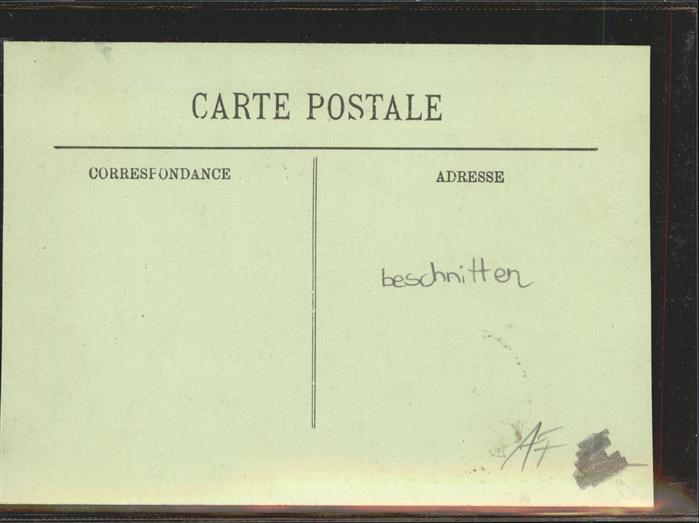 CARTE POSTALE
CORRESPONDANCE
ADRESSE
beschnitten